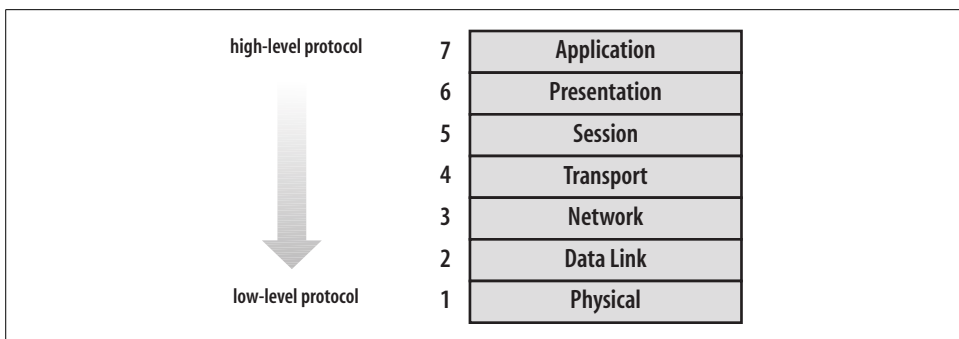 high-level protocol
7 Application
6 Presentation
5 Session
4 Transport
3 Network
2 Data Link
low-level protocol
1 Physical